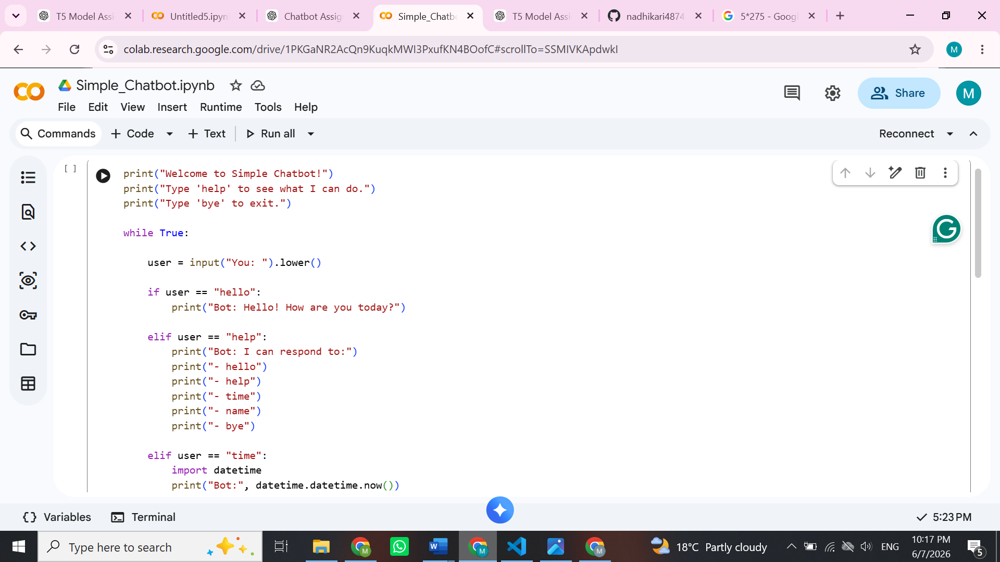 T5 Model Assi
Untitled5.ipyn
Chatbot Assig
Simple_Chatbo
T5 Model Assi
nadhikari4874
5*275 - Googl
colab.research.google.com/drive/1PKGaNR2AcQn9KuqkMWI3PxufKN4BOofC#scrollTo=SSMIVKApdwkI
M
Simple_Chatbot.ipynb
File Edit View Insert Runtime Tools Help
Share
M
Commands + Code + Text Run all
Reconnect
[ ]
print("Welcome to Simple Chatbot!")
print("Type 'help' to see what I can do.")
print("Type 'bye' to exit.")
while True:
user = input("You: ").lower()
if user == "hello":
print("Bot: Hello! How are you today?")
elif user == "help":
print("Bot: I can respond to:")
print("- hello")
print("- help")
print("- time")
print("- name")
print("- bye")
elif user == "time":
import datetime
print("Bot:", datetime.datetime.now())
Variables Terminal
5:23 PM
Type here to search
18°C Partly cloudy
ENG
10:17 PM
6/7/2026
5